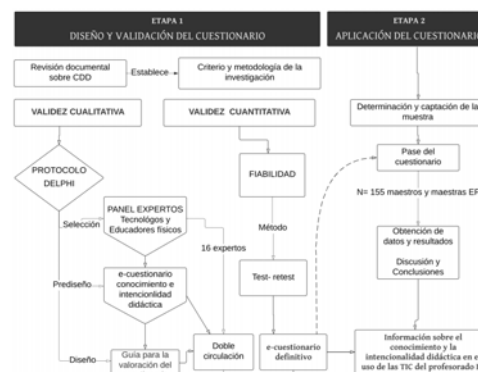 ETAPA 1
DISEÑO Y VALIDACIÓN DEL CUESTIONARIO
ETAPA 2
APLICACIÓN DEL CUESTIONARIO
Revisión documental
sobre CDD
Establece
Criterio y metodología de la
investigación
VALIDEZ CUALITATIVA
VALIDEZ CUANTITATIVA
Determinación y captación de la
muestra
PROTOCOLO
DELPHI
FIABILIDAD
Pase del
cuestionario
N= 155 maestros y maestras EF
Selección
PANEL EXPERTOS
Tecnológos y
Educadores físicos
16 expertos
Método
Obtención de
datos y resultados
Discusión y
Conclusiones
Prediseño
e-cuestionario
conocimiento e
intencionlidad
didáctica
Test- retest
Diseño
Guía para la
valoración del
Doble
circulación
e-cuestionario
definitivo
Información sobre el
conocimiento y la
intencionalidad didáctica en el
uso de las TIC del profesorado